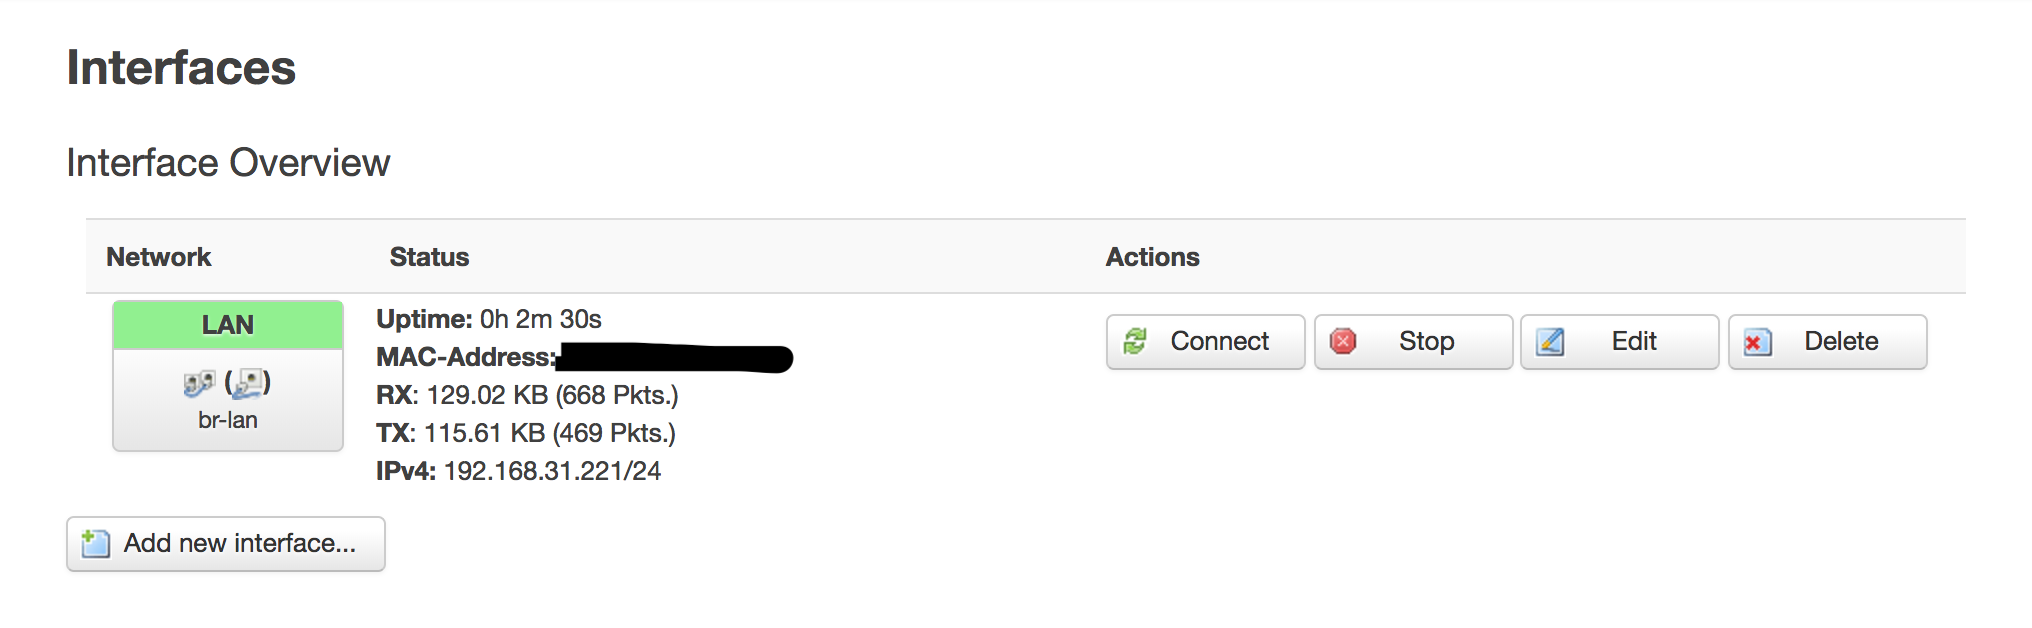 Interfaces
Interface Overview
Network Status Actions
LAN
br-lan
Uptime: 0h 2m 30s
MAC-Address:
RX: 129.02 KB (668 Pkts.)
TX: 115.61 KB (469 Pkts.)
IPv4: 192.168.31.221/24
Connect Stop Edit Delete
Add new interface...